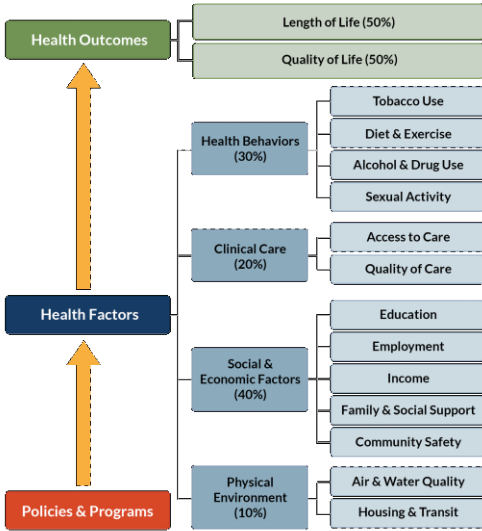 Health Outcomes
Length of Life (50%)
Quality of Life (50%)
Health Factors
Health Behaviors
(30%)
Tobacco Use
Diet & Exercise
Alcohol & Drug Use
Sexual Activity
Clinical Care
(20%)
Access to Care
Quality of Care
Social &
Economic Factors
(40%)
Education
Employment
Income
Family & Social Support
Community Safety
Physical
Environment
(10%)
Air & Water Quality
Housing & Transit
Policies & Programs